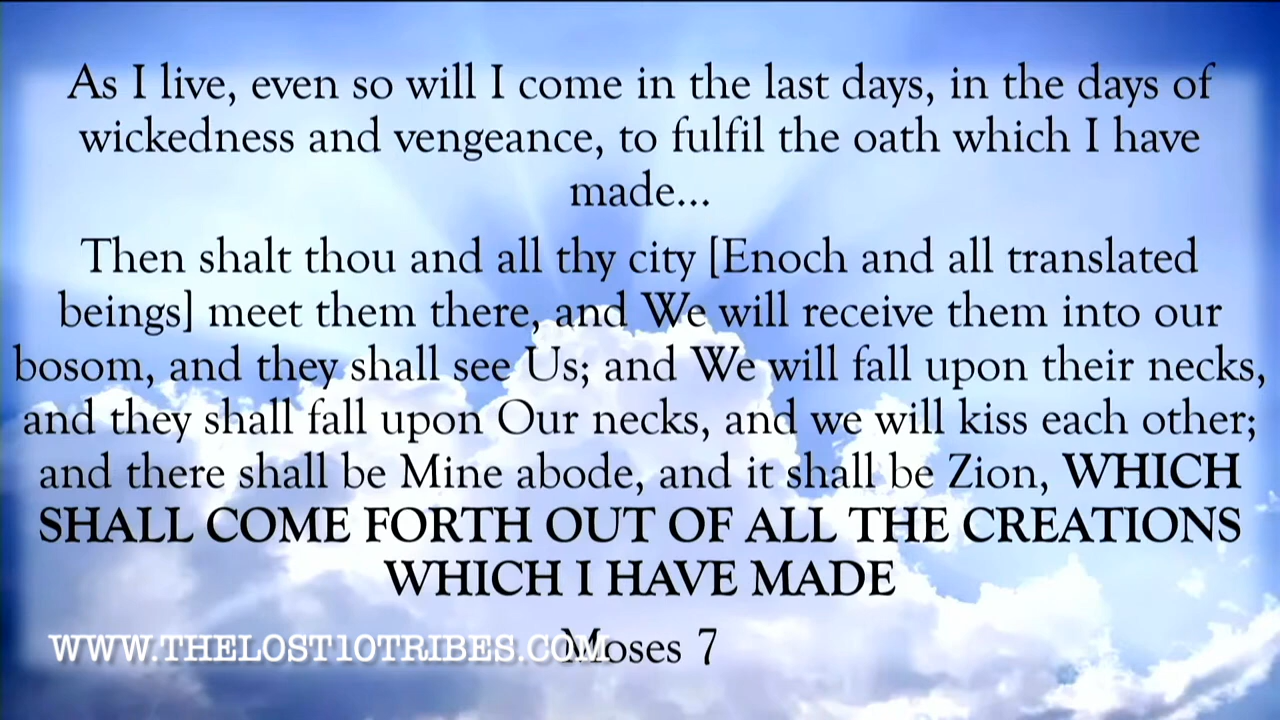 As I live, even so will I come in the last days, in the days of
wickedness and vengeance, to fulfil the oath which I have
made...
Then shalt thou and all thy city [Enoch and all translated
beings] meet them there, and We will receive them into our
bosom, and they shall see Us; and We will fall upon their necks,
and they shall fall upon Our necks, and we will kiss each other;
and there shall be Mine abode, and it shall be Zion, WHICH
SHALL COME FORTH OUT OF ALL THE CREATIONS
WHICH I HAVE MADE
Moses 7
WWW.THELOST10TRIBES.COM